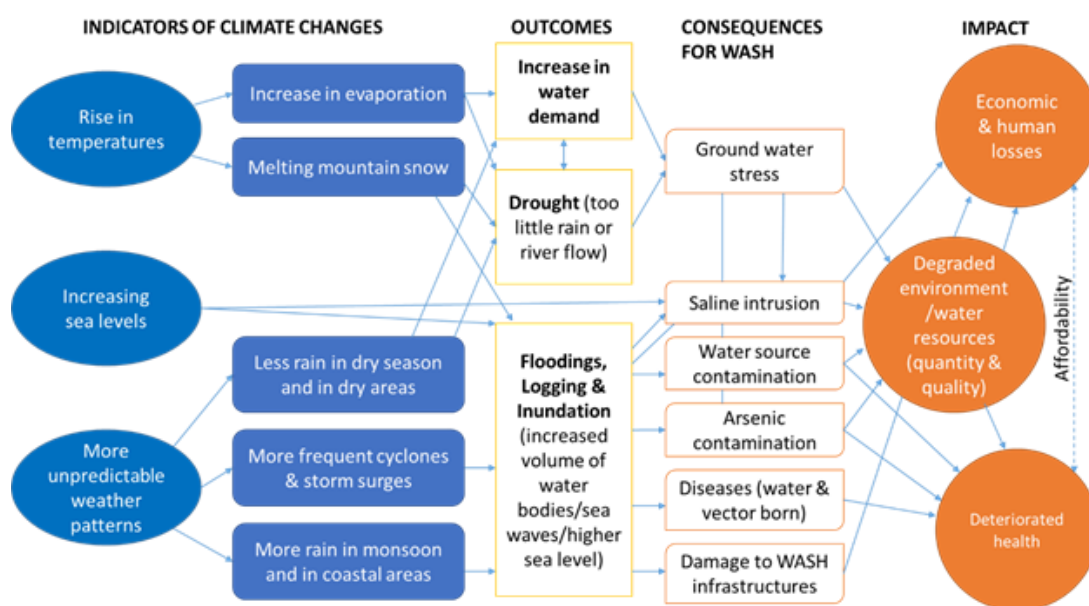 INDICATORS OF CLIMATE CHANGES
OUTCOMES
CONSEQUENCES
FOR WASH
IMPACT
Rise in
temperatures
Increasing
sea levels
More
unpredictable
weather
patterns
Increase in evaporation
Melting mountain snow
Less rain in dry season
and in dry areas
More frequent cyclones
& storm surges
More rain in monsoon
and in coastal areas
Increase in
water
demand
Drought (too
little rain or
river flow)
Floodings,
Logging &
Inundation
(increased
volume of
water
bodies/sea
waves/higher
sea level)
Ground water
stress
Saline intrusion
Water source
contamination
Arsenic
contamination
Diseases (water &
vector born)
Damage to WASH
infrastructures
Economic
& human
losses
Degraded
environment
/water
resources
(quantity &
quality)
Deteriorated
health
Affordability